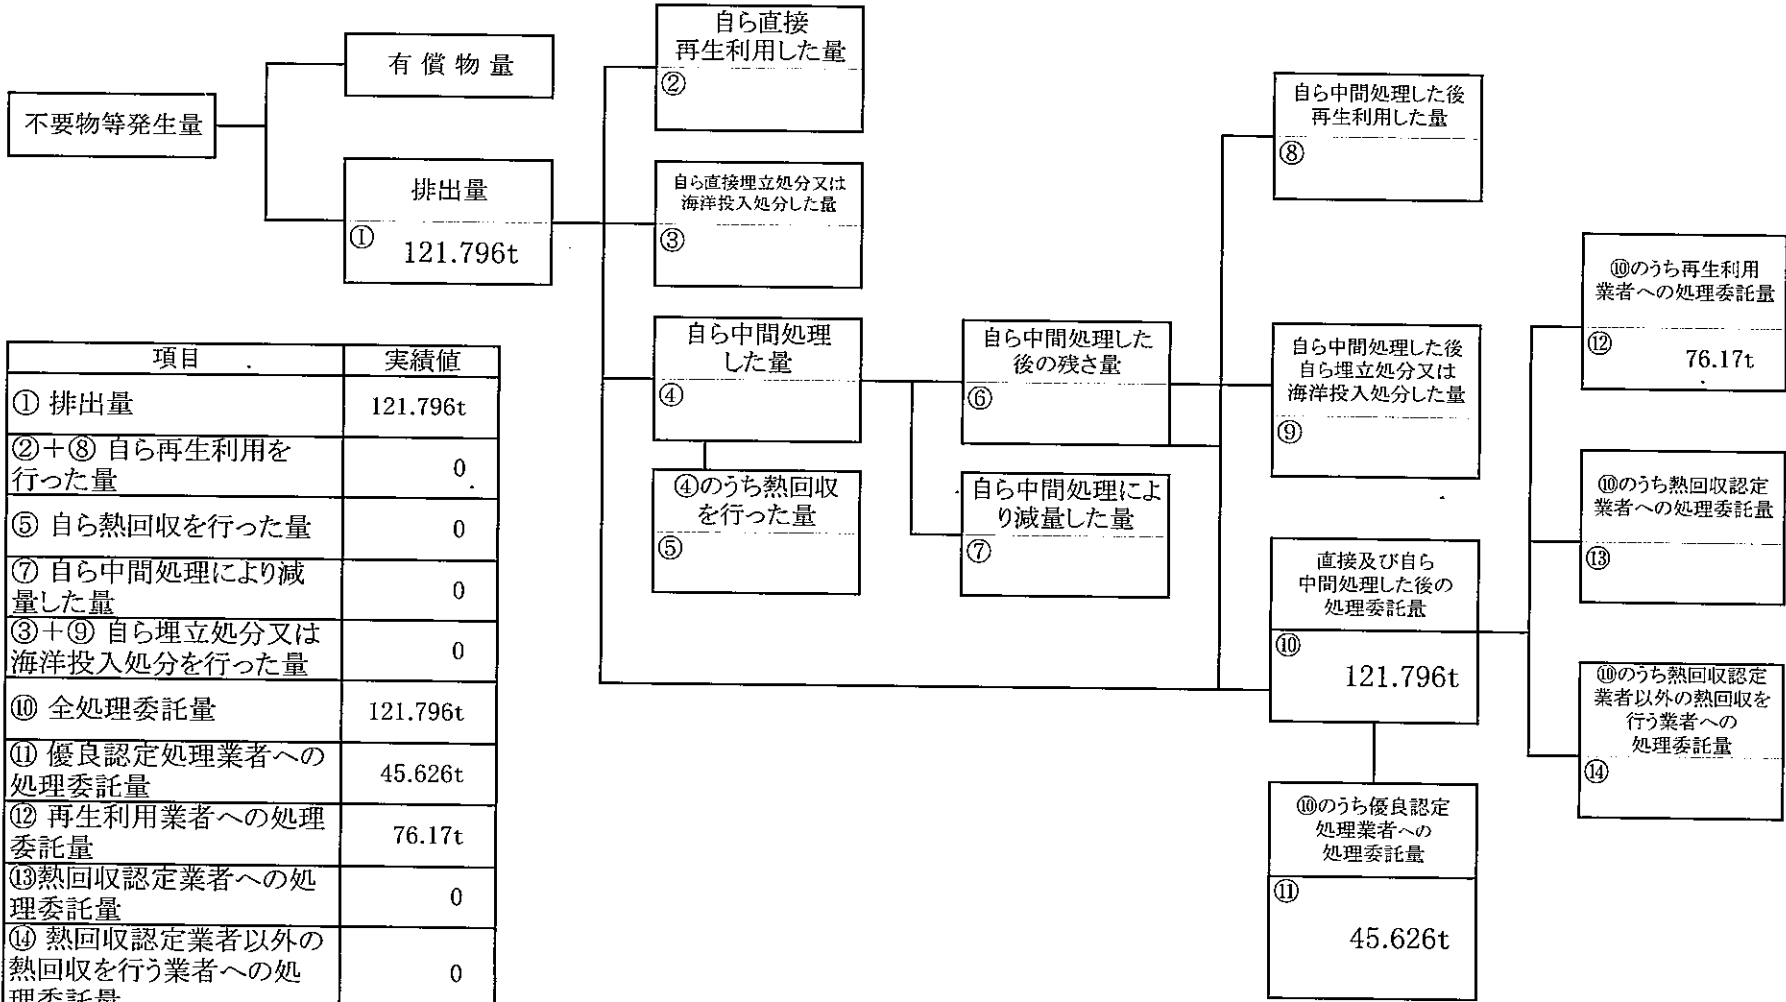 不要物等発生量
有償物量
排出量
①
121.796t
自ら直接
再生利用した量
②
自ら直接埋立処分又は
海洋投入処分した量
③
自ら中間処理
した量
④
④のうち熱回収
を行った量
⑤
自ら中間処理した
後の残さ量
⑥
自ら中間処理によ
り減量した量
⑦
自ら中間処理した後
再生利用した量
⑧
自ら中間処理した後
自ら埋立処分又は
海洋投入処分した量
⑨
直接及び自ら
中間処理した後の
処理委託量
⑩
121.796t
⑩のうち優良認定
処理業者への
処理委託量
⑪
45.626t
⑩のうち再生利用
業者への処理委託量
⑫
76.17t
⑩のうち熱回収認定
業者への処理委託量
⑬
⑩のうち熱回収認定
業者以外の熱回収を
行う業者への
処理委託量
⑭
項目 実績値
① 排出量 121.796t
②+⑧ 自ら再生利用を
行った量 0
⑤ 自ら熱回収を行った量 0
⑦ 自ら中間処理により減
量した量 0
③+⑨ 自ら埋立処分又は
海洋投入処分を行った量 0
⑩ 全処理委託量 121.796t
⑪ 優良認定処理業者への
処理委託量 45.626t
⑫ 再生利用業者への処理
委託量 76.17t
⑬熱回収認定業者への処
理委託量 0
⑭ 熱回収認定業者以外の
熱回収を行う業者への処
理委託量 0